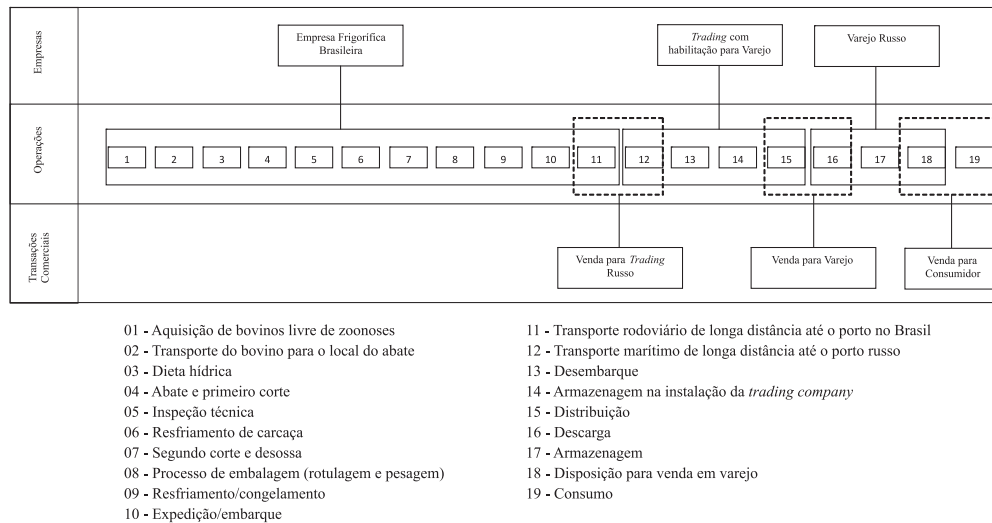 Empresas
Empresa Frigorífica
Brasileira
Trading com
habilitação para Varejo
Varejo Russo
Operações
1 2 3 4 5 6 7 8 9 10 11 12 13 14 15 16 17 18 19
Transações
Comerciais
Venda para Trading
Russo
Venda para Varejo
Venda para
Consumidor
01 - Aquisição de bovinos livre de zoonoses
02 - Transporte do bovino para o local do abate
03 - Dieta hídrica
04 - Abate e primeiro corte
05 - Inspeção técnica
06 - Resfriamento de carcaça
07 - Segundo corte e desossa
08 - Processo de embalagem (rotulagem e pesagem)
09 - Resfriamento/congelamento
10 - Expedição/embarque
11 - Transporte rodoviário de longa distância até o porto no Brasil
12 - Transporte marítimo de longa distância até o porto russo
13 - Desembarque
14 - Armazenagem na instalação da trading company
15 - Distribuição
16 - Descarga
17 - Armazenagem
18 - Disposição para venda em varejo
19 - Consumo